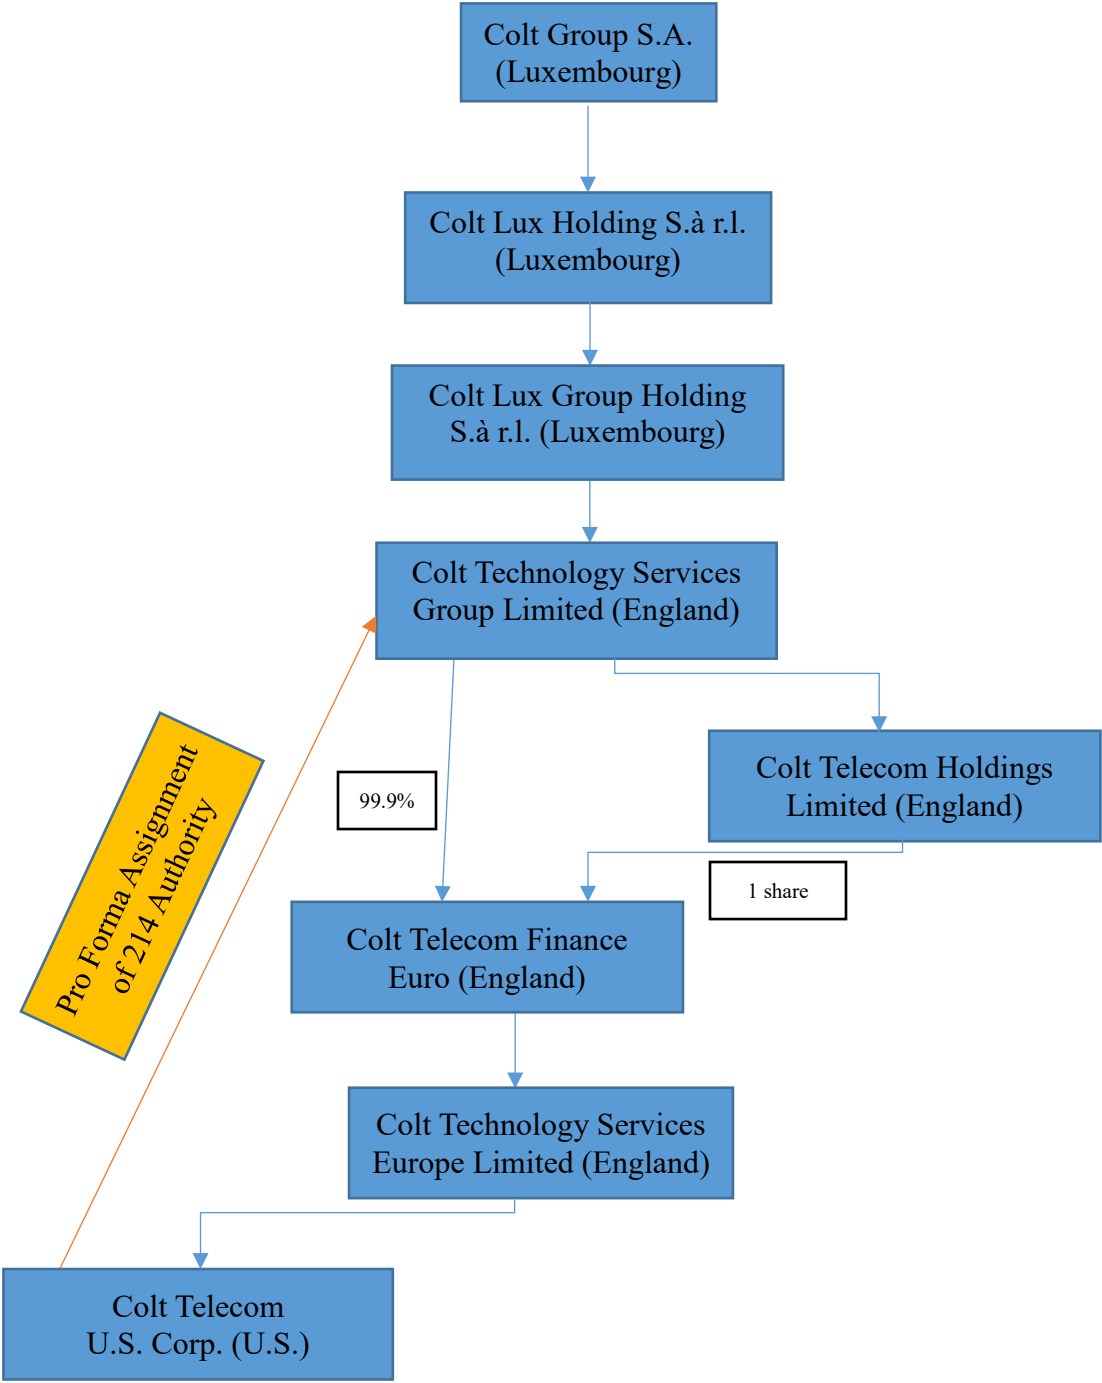 Colt Group S.A.
(Luxembourg)
Colt Lux Holding S.à r.l.
(Luxembourg)
Colt Lux Group Holding
S.à r.l. (Luxembourg)
Colt Technology Services
Group Limited (England)
Pro Forma Assignment
of 214 Authority
99.9%
Colt Telecom Holdings
Limited (England)
1 share
Colt Telecom Finance
Euro (England)
Colt Technology Services
Europe Limited (England)
Colt Telecom
U.S. Corp. (U.S.)